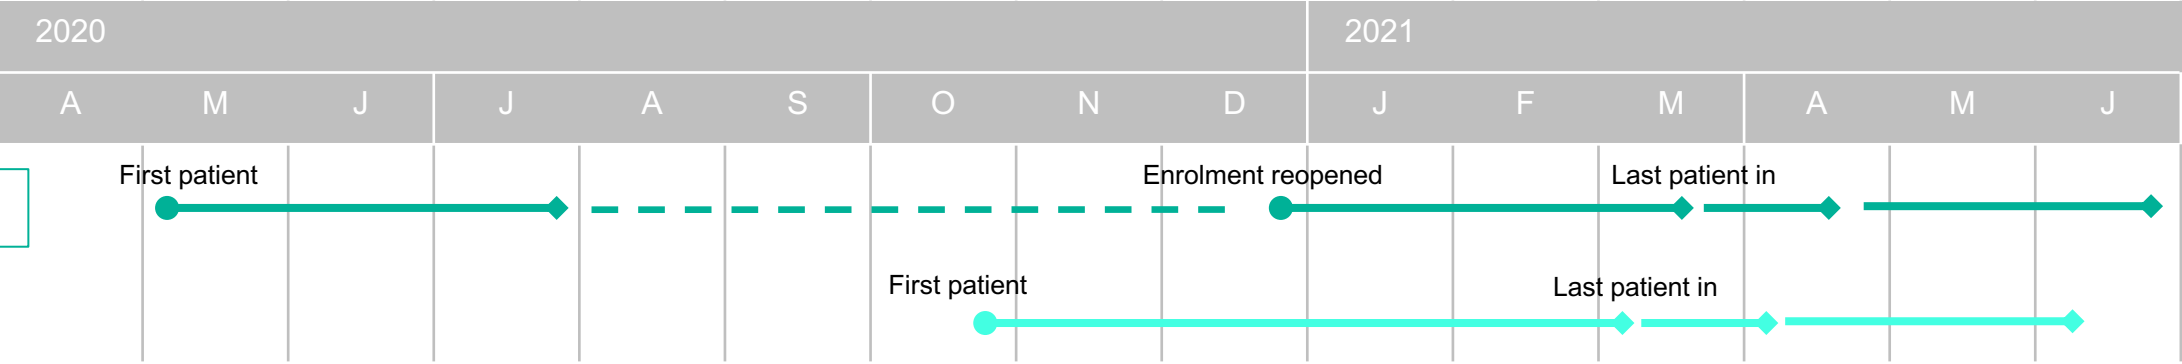 2020 2021
A M J J A S O N D J F M A M J
First patient Enrolment reopened Last patient in
First patient Last patient in